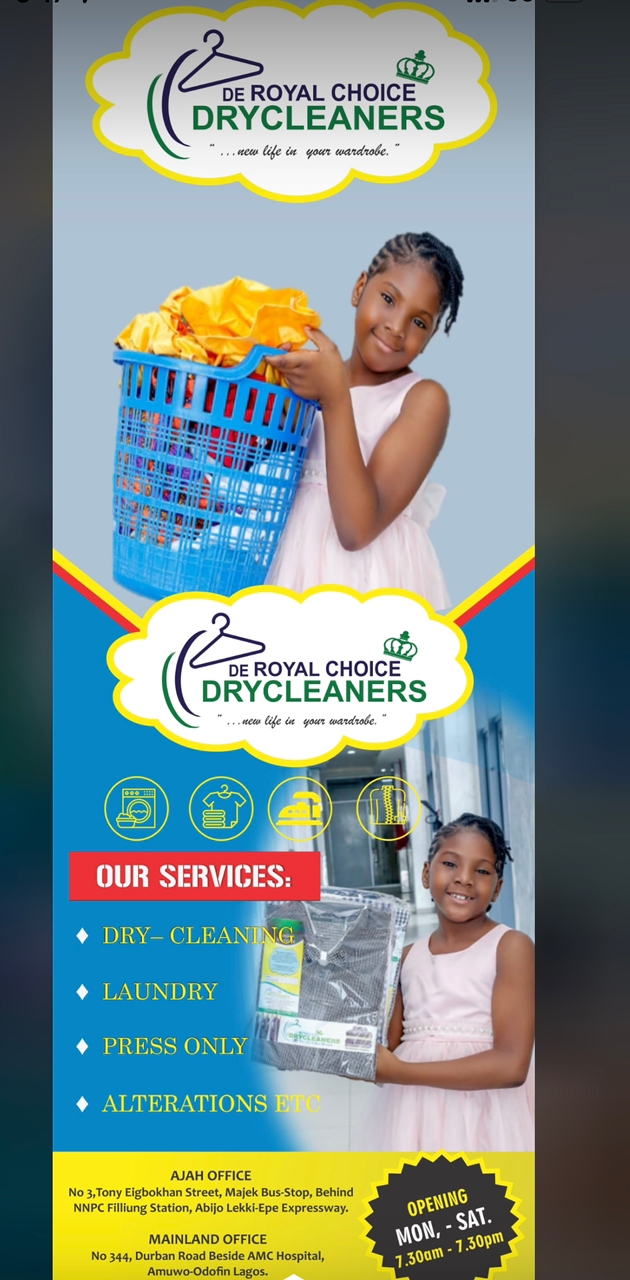 DE ROYAL CHOICE
DRYCLEANERS
"...new life in your wardrobe."
DE ROYAL CHOICE
DRYCLEANERS
"...new life in your wardrobe."
OUR SERVICES:
DRY– CLEANING
LAUNDRY
PRESS ONLY
ALTERATIONS ETC
DRYCLEANERS
AJAH OFFICE
No 3,Tony Eigbokhan Street, Majek Bus-Stop, Behind
NNPC Filliung Station, Abijo Lekki-Epe Expressway.
MAINLAND OFFICE
No 344, Durban Road Beside AMC Hospital,
Amuwo-Odofin Lagos.
OPENING
MON, - SAT.
7.30am - 7.30pm